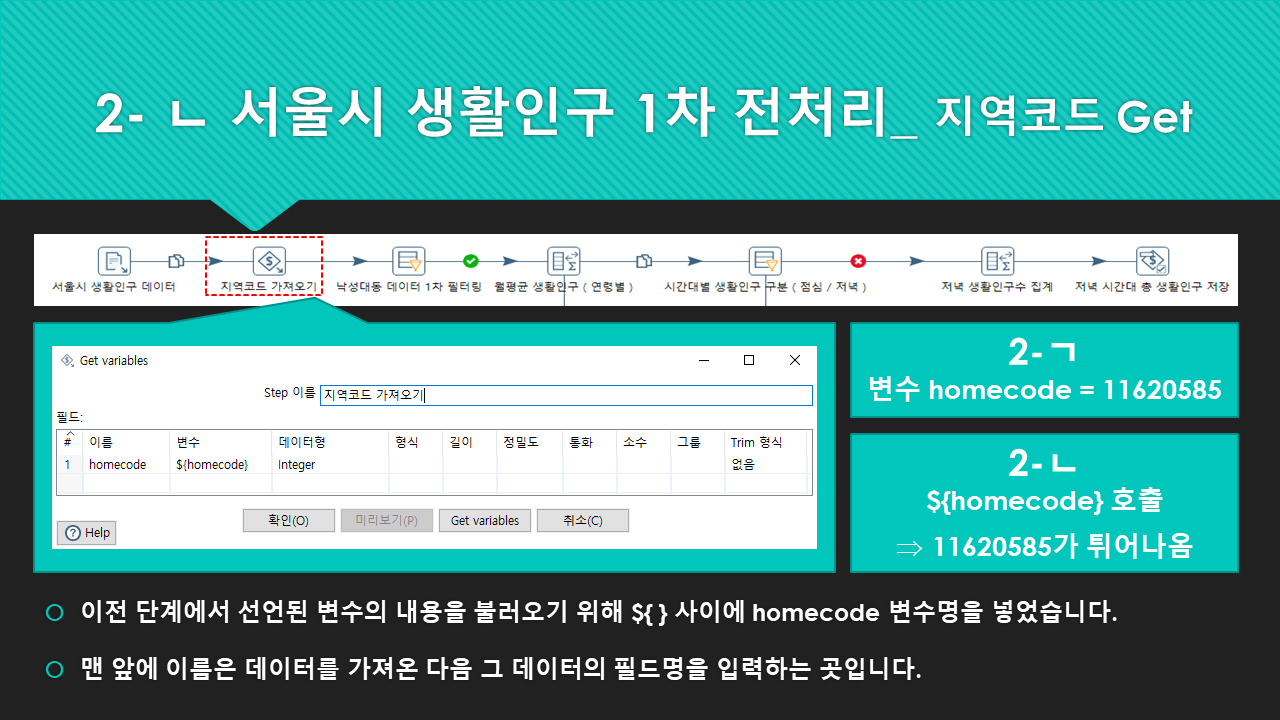 2- ㄴ 서울시 생활인구 1차 전처리_ 지역코드 Get
서울시 생활인구 데이터
지역코드 가져오기
낙성대동 데이터 1차 필터링
월평균 생활인구 ( 연령별 )
시간대별 생활인구 구분 ( 점심 / 저녁 )
저녁 생활인구수 집계
저녁 시간대 총 생활인구 저장
Get variables
Step 이름 지역코드 가져오기
필드:
# 이름 변수 데이터형 형식 길이 정밀도 통화 소수 그룹 Trim 형식
1 homecode ${homecode} Integer 없음
확인(O) 미리보기(P) Get variables 취소(C)
Help
2-ㄱ
변수 homecode = 11620585
2-ㄴ
${homecode} 호출
⇒ 11620585가 튀어나옴
이전 단계에서 선언된 변수의 내용을 불러오기 위해 ${ } 사이에 homecode 변수명을 넣었습니다.
맨 앞에 이름은 데이터를 가져온 다음 그 데이터의 필드명을 입력하는 곳입니다.